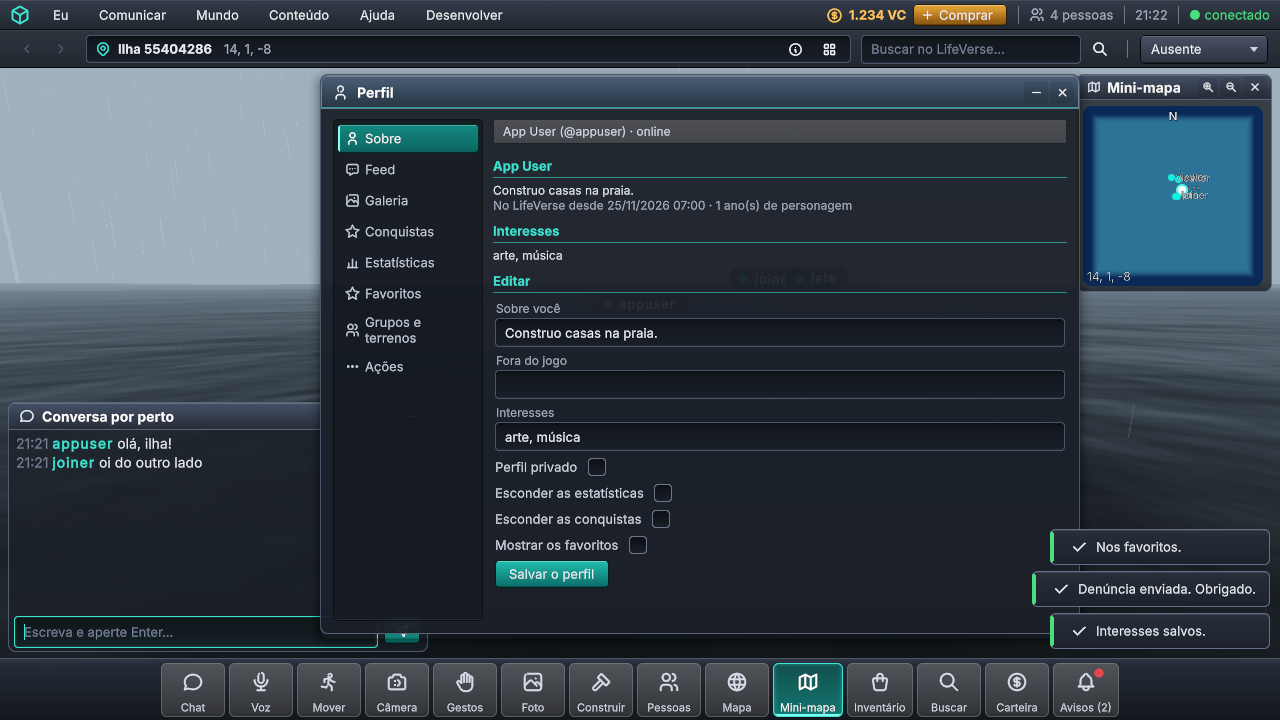 Eu Comunicar Mundo Conteúdo Ajuda Desenvolver 1.234 VC + Comprar 4 pessoas 21:22 conectado
Ilha 55404286 14, 1, -8 Buscar no LifeVerse... Ausente
Perfil
Mini-mapa
N
14, 1, -8
Sobre
Feed
Galeria
Conquistas
Estatísticas
Favoritos
Grupos e
terrenos
Ações
App User (@appuser) · online
App User
Construo casas na praia.
No LifeVerse desde 25/11/2026 07:00 · 1 ano(s) de personagem
Interesses
arte, música
Editar
joine late
appuser
Sobre você
Construo casas na praia.
Fora do jogo
Interesses
arte, música
Perfil privado
Esconder as estatísticas
Esconder as conquistas
Mostrar os favoritos
Salvar o perfil
Conversa por perto
21:21 appuser olá, ilha!
21:21 joiner oi do outro lado
Escreva e aperte Enter...
Nos favoritos.
Denúncia enviada. Obrigado.
Interesses salvos.
Chat Voz Mover Câmera Gestos Foto Construir Pessoas Mapa Mini-mapa Inventário Buscar Carteira Avisos (2)